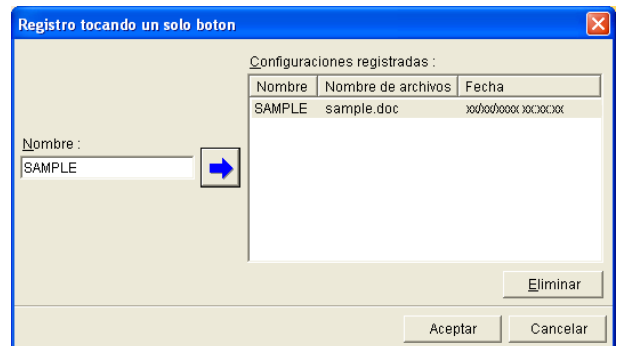 Registro tocando un solo boton
Configuraciones registradas :
Nombre Nombre de archivos Fecha
SAMPLE sample.doc xx/xx/xxxx xx:xx:xx
Nombre :
SAMPLE
Eliminar
Aceptar Cancelar